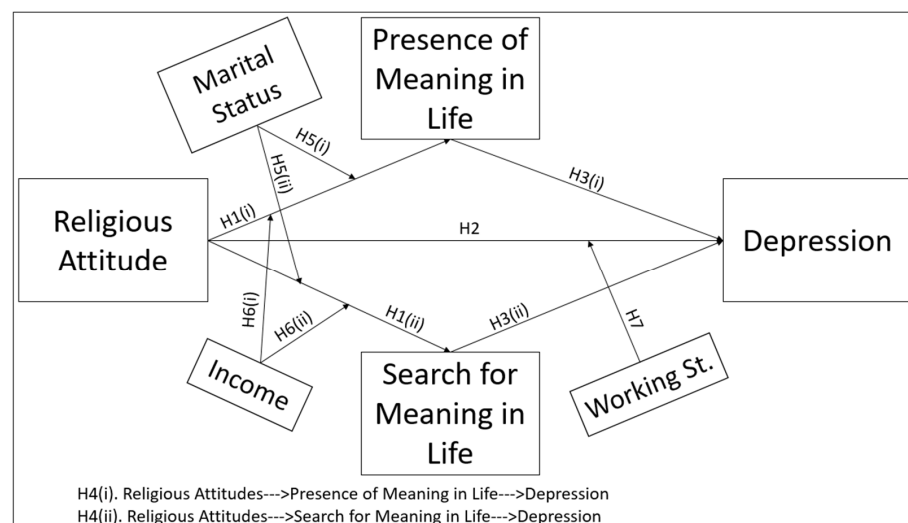 Marital
Status
Presence of
Meaning in
Life
H5(i)
H5(ii)
H3(i)
H1(i)
Religious
Attitude
H2
Depression
H6(i)
H6(ii)
H1(ii)
H3(ii)
H7
Income
Search for
Meaning in
Life
Working St.
H4(i). Religious Attitudes--->Presence of Meaning in Life--->Depression
H4(ii). Religious Attitudes--->Search for Meaning in Life--->Depression